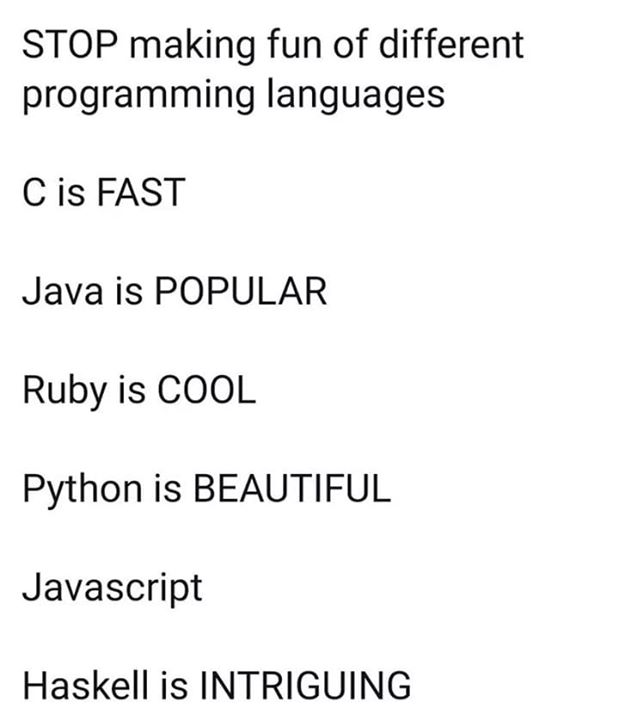 STOP making fun of different
programming languages
C is FAST
Java is POPULAR
Ruby is COOL
Python is BEAUTIFUL
Javascript
Haskell is INTRIGUING